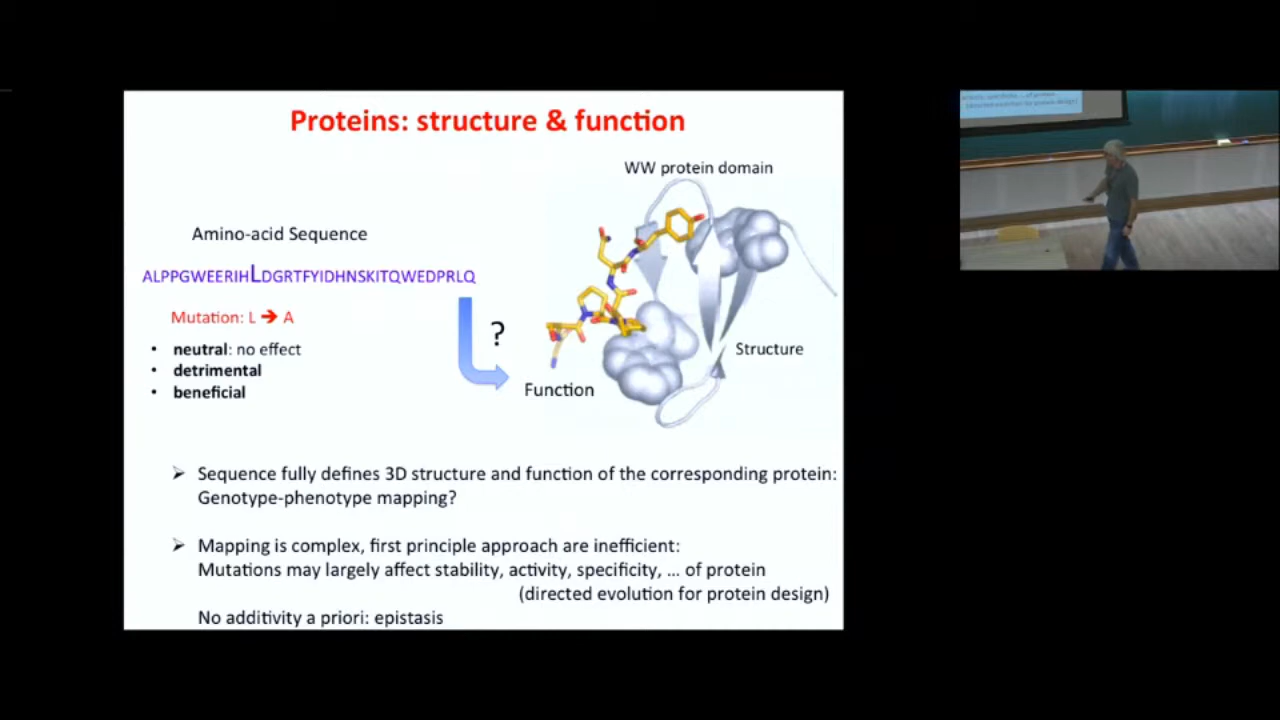 Proteins: structure & function
WW protein domain
Amino-acid Sequence
ALPPGWEERIHLDGRTFYIDHNSKITQWEDPRLQ
Mutation: L → A
?
• neutral: no effect
Structure
• detrimental
Function
• beneficial
➢ Sequence fully defines 3D structure and function of the corresponding protein:
Genotype-phenotype mapping?
➢ Mapping is complex, first principle approach are inefficient:
Mutations may largely affect stability, activity, specificity, ... of protein
(directed evolution for protein design)
No additivity a priori: epistasis